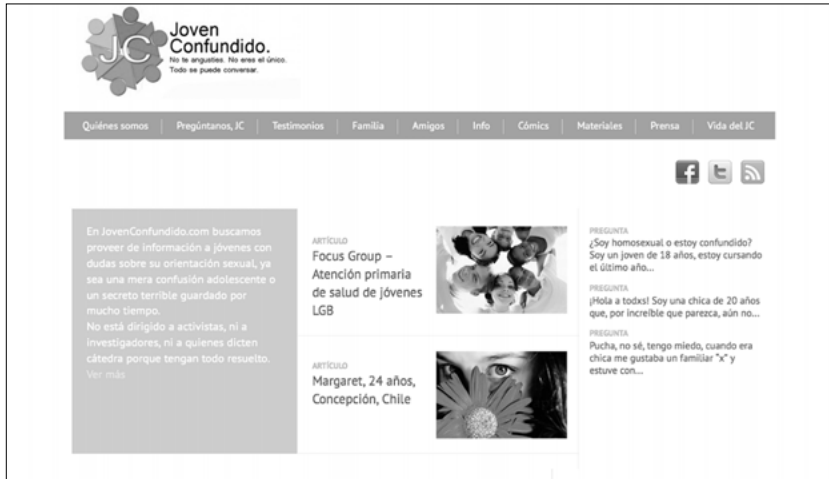 JC
Joven
Confundido.
No te angusties. No eres el único.
Todo se puede conversar.
Quiénes somos
Pregúntanos, JC
Testimonios
Familia
Amigos
Info
Cómics
Materiales
Prensa
Vida del JC
En JovenConfundido.com buscamos
proveer de información a jóvenes con
dudas sobre su orientación sexual, ya
sea una mera confusión adolescente o
un secreto terrible guardado por
mucho tiempo.
No está dirigido a activistas, ni a
investigadores, ni a quienes dicten
cátedra porque tengan todo resuelto.
Ver más
ARTÍCULO
Focus Group –
Atención primaria
de salud de jóvenes
LGB
ARTÍCULO
Margaret, 24 años,
Concepción, Chile
PREGUNTA
¿Soy homosexual o estoy confundido?
Soy un joven de 18 años, estoy cursando
el último año...
PREGUNTA
¡Hola a todxs! Soy una chica de 20 años
que, por increíble que parezca, aún no...
PREGUNTA
Pucha, no sé, tengo miedo, cuando era
chica me gustaba un familiar "x" y
estuve con...